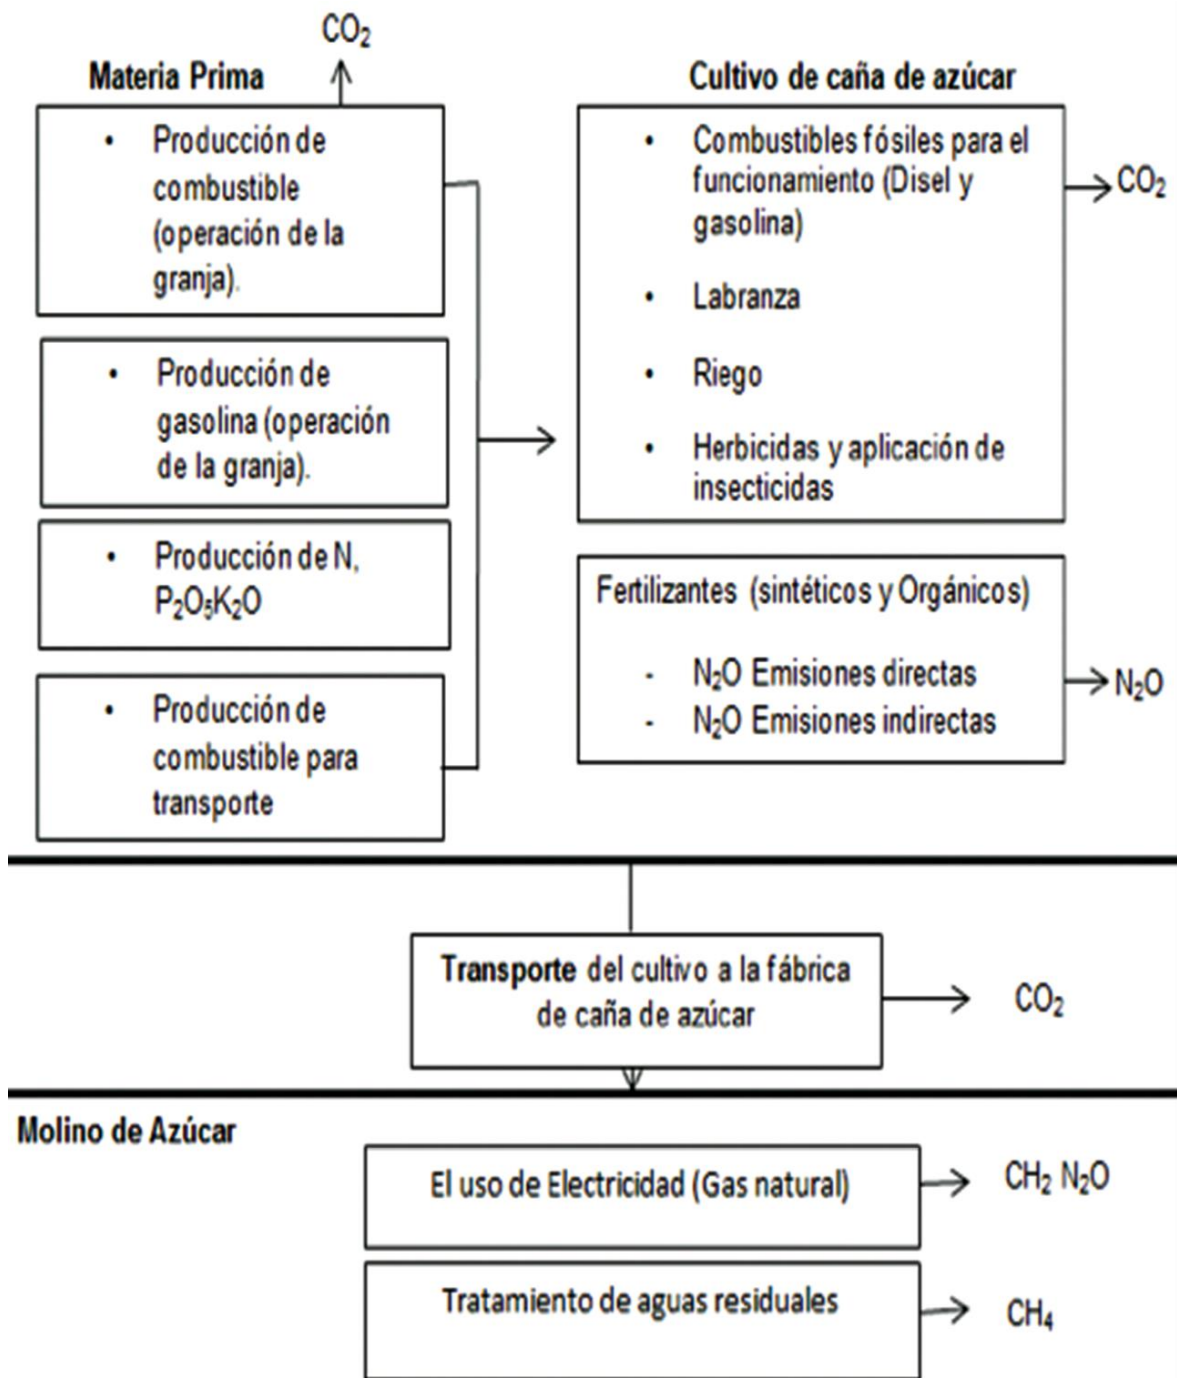 CO₂
Materia Prima
• Producción de
combustible
(operación de la
granja).
• Producción de
gasolina (operación
de la granja).
• Producción de N,
P₂O₅K₂O
• Producción de
combustible para
transporte
Cultivo de caña de azúcar
• Combustibles fósiles para el
funcionamiento (Disel y
gasolina)
• Labranza
• Riego
• Herbicidas y aplicación de
insecticidas
CO₂
Fertilizantes (sintéticos y Orgánicos)
- N₂O Emisiones directas
- N₂O Emisiones indirectas
N₂O
Transporte del cultivo a la fábrica
de caña de azúcar
CO₂
Molino de Azúcar
El uso de Electricidad (Gas natural)
CH₂ N₂O
Tratamiento de aguas residuales
CH₄